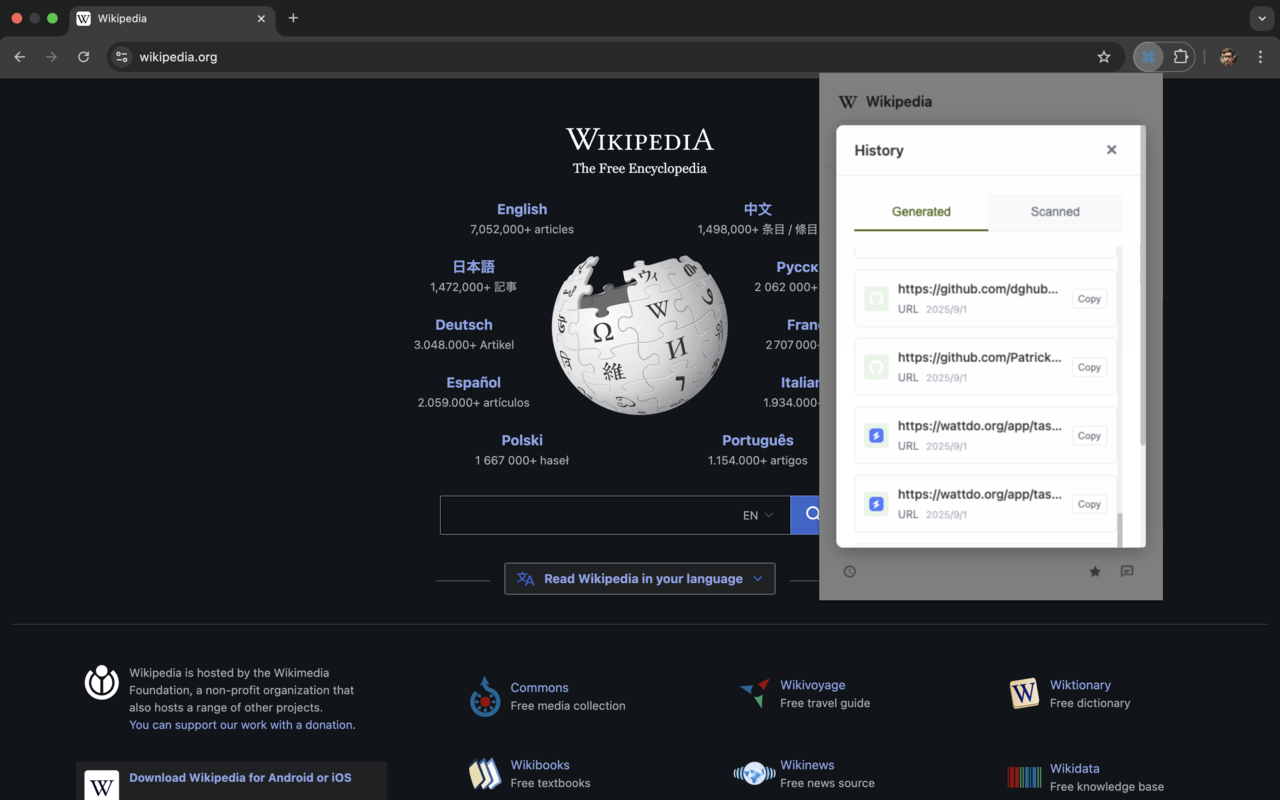 Wikipedia
wikipedia.org
WIKIPEDIA
The Free Encyclopedia
English
7,052,000+ articles
中文
1,498,000+ 条目 / 條目
日本語
1,472,000+ 記事
Русск
2 062 000+
Deutsch
3.048.000+ Artikel
Fran
2 707 000+
Español
2.059.000+ artículos
Italian
1.934.000+
Polski
1 667 000+ haseł
Português
1.154.000+ artigos
EN
Read Wikipedia in your language
Wikipedia is hosted by the Wikimedia
Foundation, a non-profit organization that
also hosts a range of other projects.
You can support our work with a donation.
Download Wikipedia for Android or iOS
Commons
Free media collection
Wikivoyage
Free travel guide
Wiktionary
Free dictionary
Wikibooks
Free textbooks
Wikinews
Free news source
Wikidata
Free knowledge base
Wikipedia
History
Generated
Scanned
https://github.com/dghub...
URL 2025/9/1
Copy
https://github.com/Patrick...
URL 2025/9/1
Copy
https://wattdo.org/app/tas...
URL 2025/9/1
Copy
https://wattdo.org/app/tas...
URL 2025/9/1
Copy